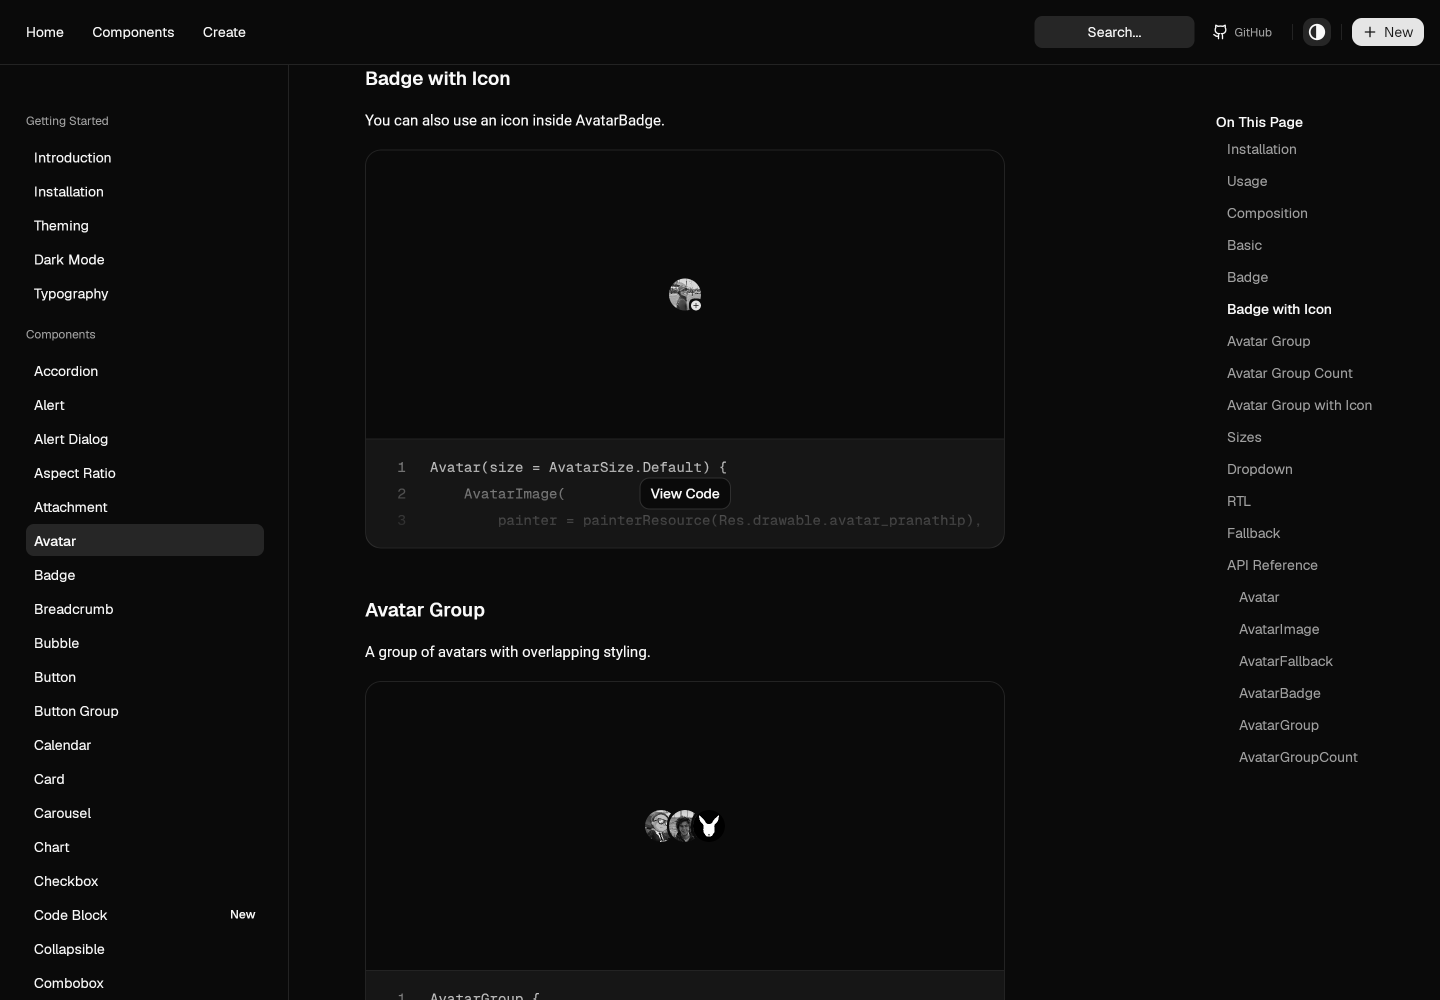 Home
Components
Create
Search...
GitHub
New
Getting Started
Introduction
Installation
Theming
Dark Mode
Typography
Components
Accordion
Alert
Alert Dialog
Aspect Ratio
Attachment
Avatar
Badge
Breadcrumb
Bubble
Button
Button Group
Calendar
Card
Carousel
Chart
Checkbox
Code Block New
Collapsible
Combobox
Badge with Icon
You can also use an icon inside AvatarBadge.
1 Avatar(size = AvatarSize.Default) {
2 AvatarImage(
View Code
3 painter = painterResource(Res.drawable.avatar_pranathip),
Avatar Group
A group of avatars with overlapping styling.
1 AvatarGroup {
On This Page
Installation
Usage
Composition
Basic
Badge
Badge with Icon
Avatar Group
Avatar Group Count
Avatar Group with Icon
Sizes
Dropdown
RTL
Fallback
API Reference
Avatar
AvatarImage
AvatarFallback
AvatarBadge
AvatarGroup
AvatarGroupCount